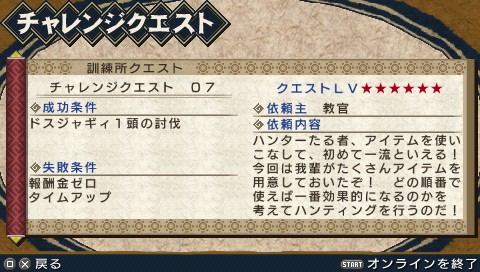 チャレンジクエスト
訓練所クエスト
チャレンジクエスト　０７
クエストＬＶ★★★★★★
成功条件
ドスジャギィ１頭の討伐
失敗条件
報酬金ゼロ
タイムアップ
依頼主　教官
依頼内容
ハンターたる者、アイテムを使い
こなして、初めて一流といえる！
今回は我輩がたくさんアイテムを
用意しておいたぞ！　どの順番で
使えば一番効果的になるのかを
考えてハンティングを行うのだ！
戻る
START オンラインを終了